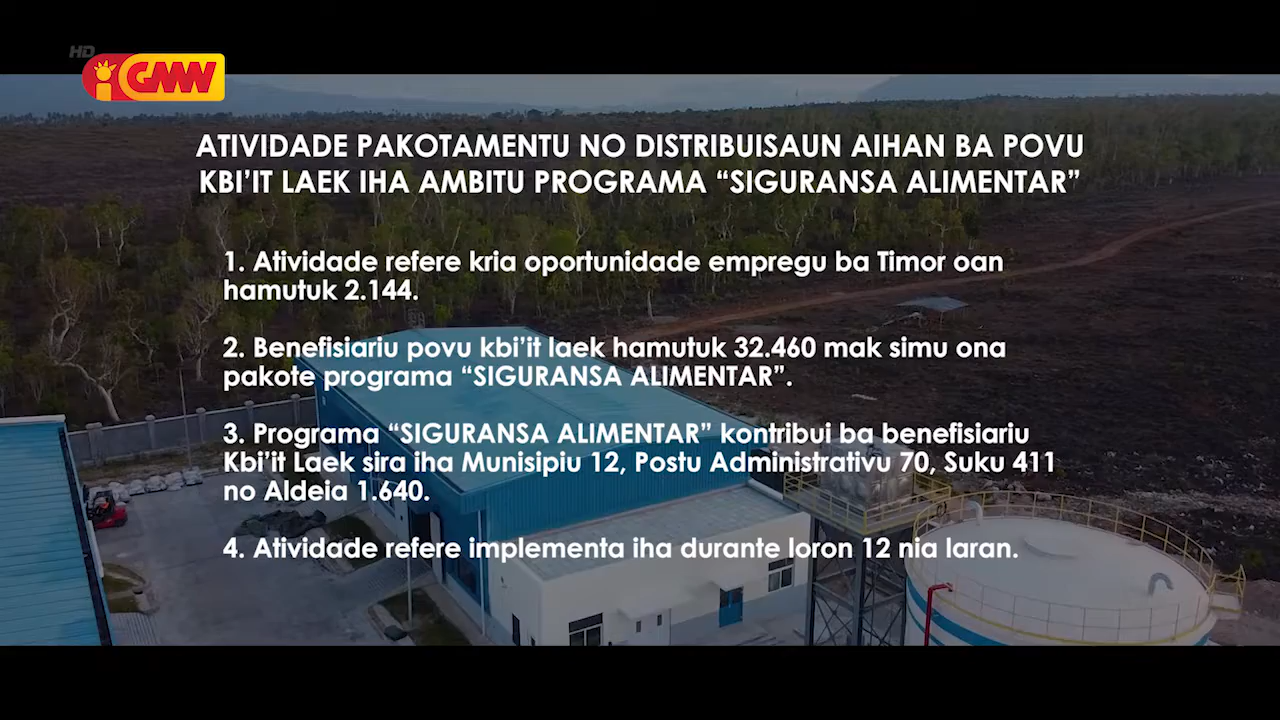 HD
GMN
ATIVIDADE PAKOTAMENTU NO DISTRIBUISAUN AIHAN BA POVU
KBI’IT LAEK IHA AMBITU PROGRAMA “SIGURANSA ALIMENTAR”
1. Atividade refere kria oportunidade empregu ba Timor oan
hamutuk 2.144.
2. Benefisiariu povu kbi’it laek hamutuk 32.460 mak simu ona
pakote programa “SIGURANSA ALIMENTAR”.
3. Programa “SIGURANSA ALIMENTAR” kontribui ba benefisiariu
Kbi’it Laek sira iha Munisipiu 12, Postu Administrativu 70, Suku 411
no Aldeia 1.640.
4. Atividade refere implementa iha durante loron 12 nia laran.